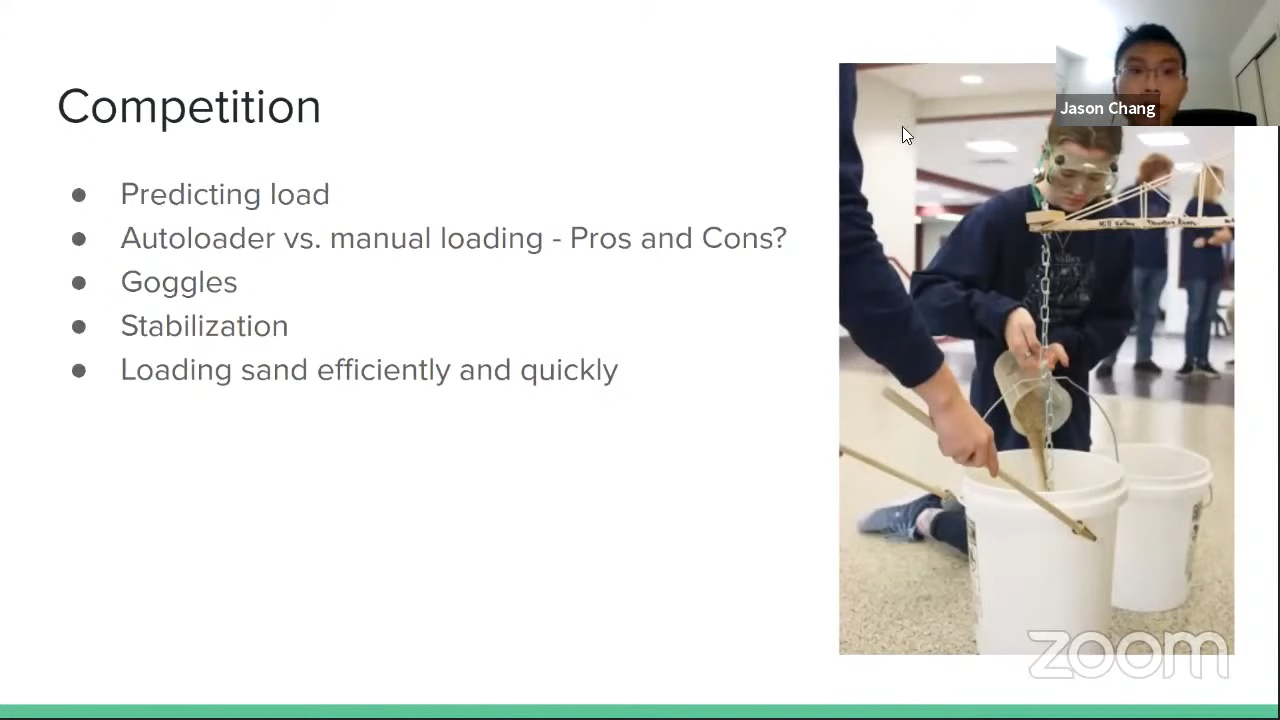 Competition
● Predicting load
● Autoloader vs. manual loading - Pros and Cons?
● Goggles
● Stabilization
● Loading sand efficiently and quickly
Jason Chang
zoom